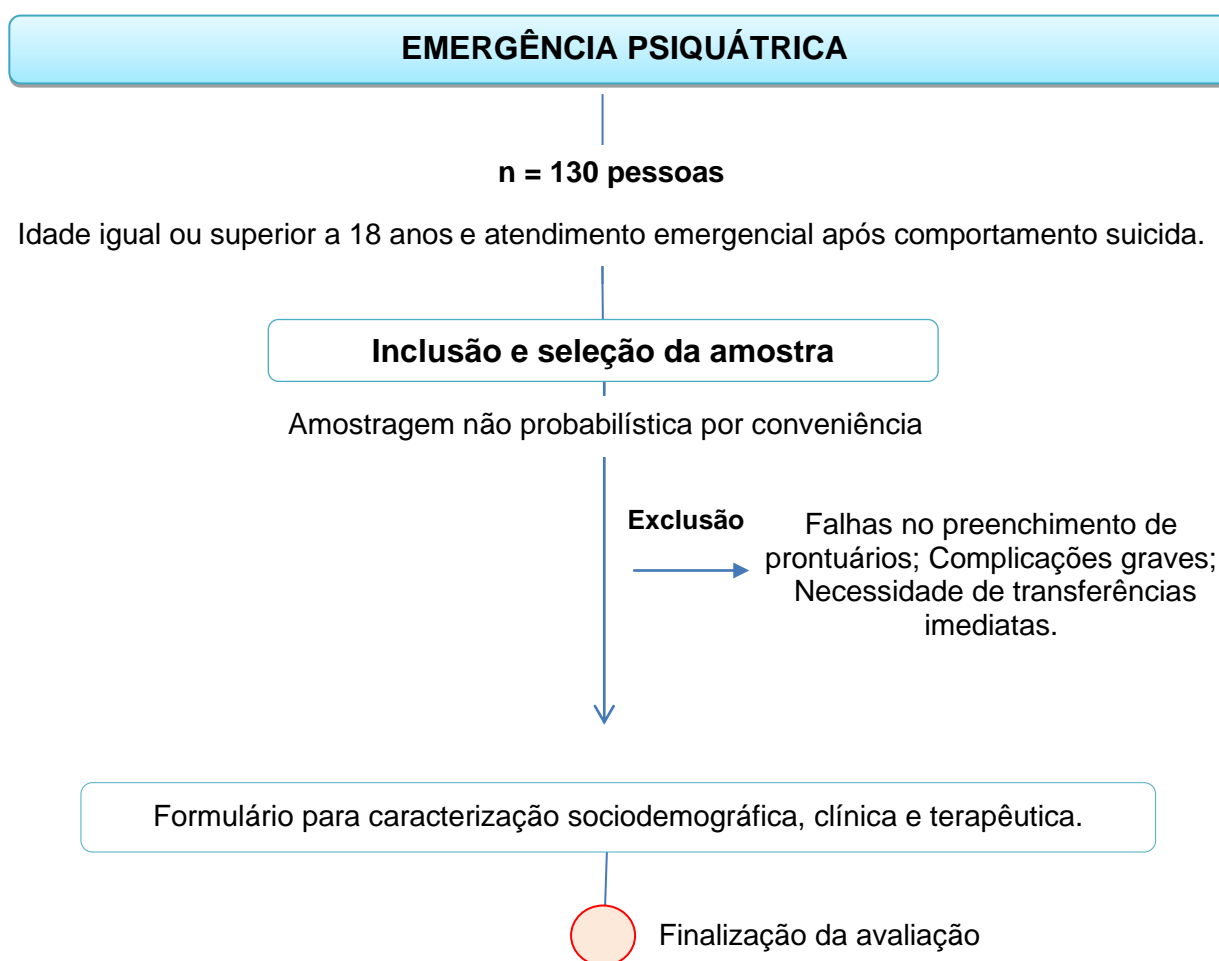 EMERGÊNCIA PSIQUÁTRICA
n = 130 pessoas
Idade igual ou superior a 18 anos e atendimento emergencial após comportamento suicida.
Inclusão e seleção da amostra
Amostragem não probabilística por conveniência
Exclusão
Falhas no preenchimento de
prontuários; Complicações graves;
Necessidade de transferências
imediatas.
Formulário para caracterização sociodemográfica, clínica e terapêutica.
Finalização da avaliação